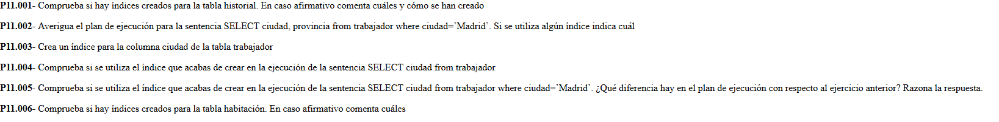 P11.001- Comprueba si hay índices creados para la tabla historial. En caso afirmativo comenta cuáles y cómo se han creado
P11.002- Averigua el plan de ejecución para la sentencia SELECT ciudad, provincia from trabajador where ciudad=’Madrid’. Si se utiliza algún índice indica cuál
P11.003- Crea un índice para la columna ciudad de la tabla trabajador
P11.004- Comprueba si se utiliza el índice que acabas de crear en la ejecución de la sentencia SELECT ciudad from trabajador
P11.005- Comprueba si se utiliza el índice que acabas de crear en la ejecución de la sentencia SELECT ciudad from trabajador where ciudad=’Madrid’. ¿Qué diferencia hay en el plan de ejecución con respecto al ejercicio anterior? Razona la respuesta.
P11.006- Comprueba si hay índices creados para la tabla habitación. En caso afirmativo comenta cuáles